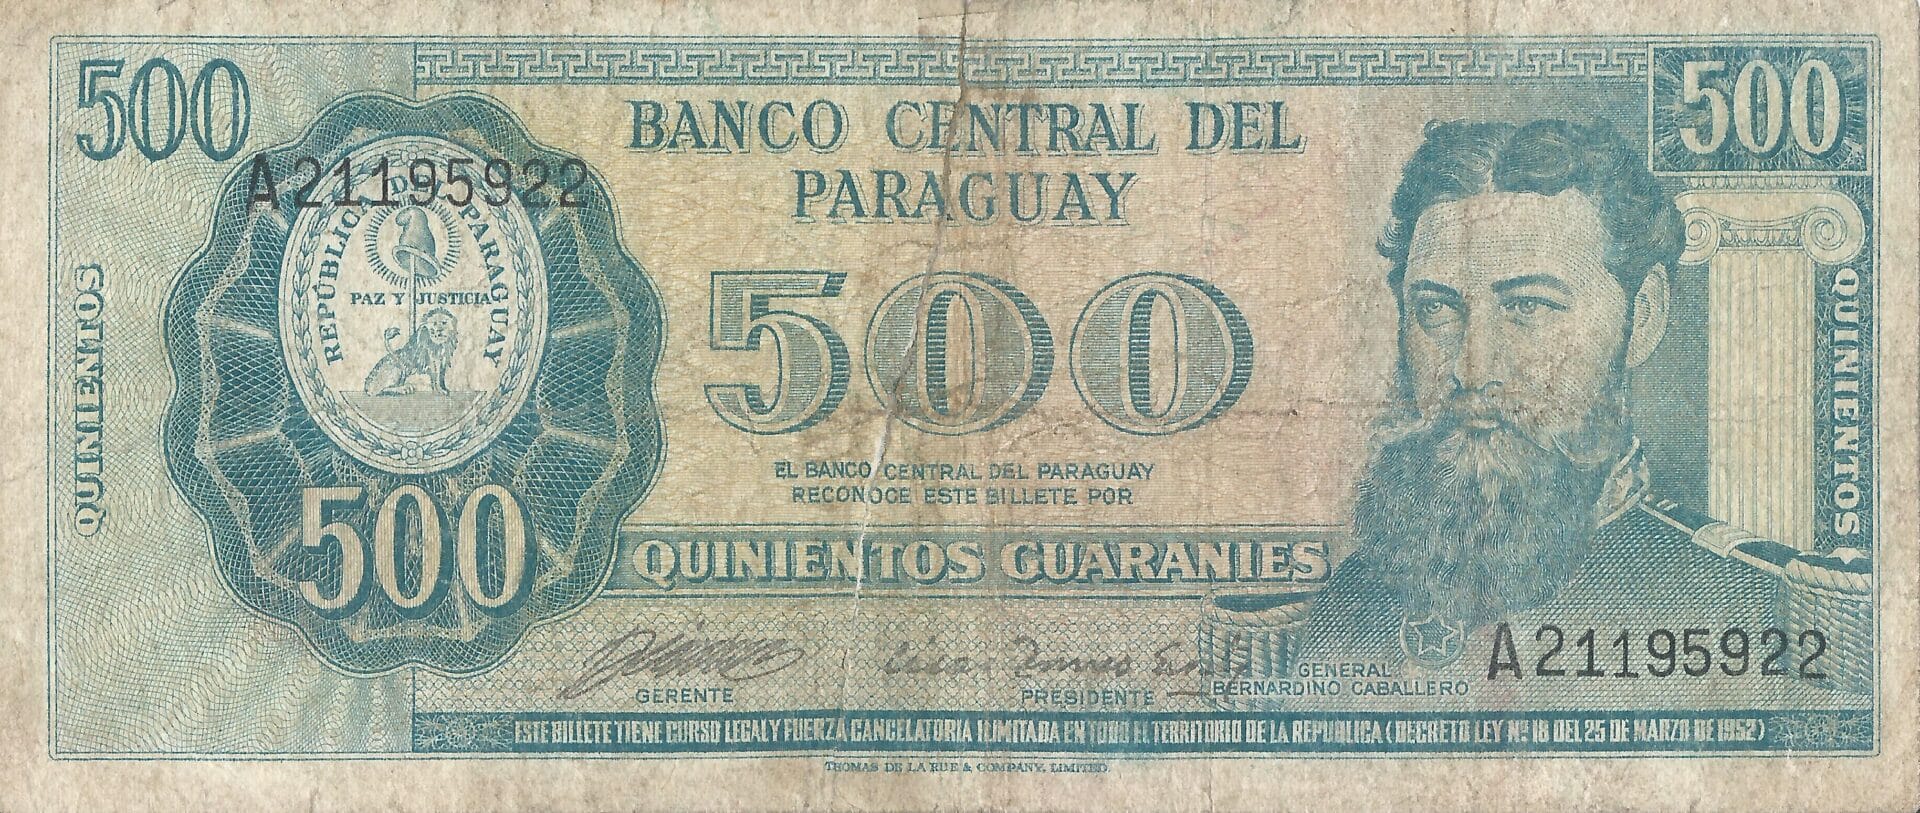 500
BANCO CENTRAL DEL
PARAGUAY
500
A21195922
REPÚBLICA DEL PARAGUAY
PAZ Y JUSTICIA
500
QUINIENTOS
QUINIENTOS
EL BANCO CENTRAL DEL PARAGUAY
RECONOCE ESTE BILLETE POR
500
QUINIENTOS GUARANIES
GERENTE
PRESIDENTE
GENERAL
BERNARDINO CABALLERO
A21195922
ESTE BILLETE TIENE CURSO LEGAL Y FUERZA CANCELATORIA ILIMITADA EN TODO EL TERRITORIO DE LA REPUBLICA (DECRETO LEY Nº 18 DEL 25 DE MARZO DE 1952)
THOMAS DE LA RUE & COMPANY, LIMITED.